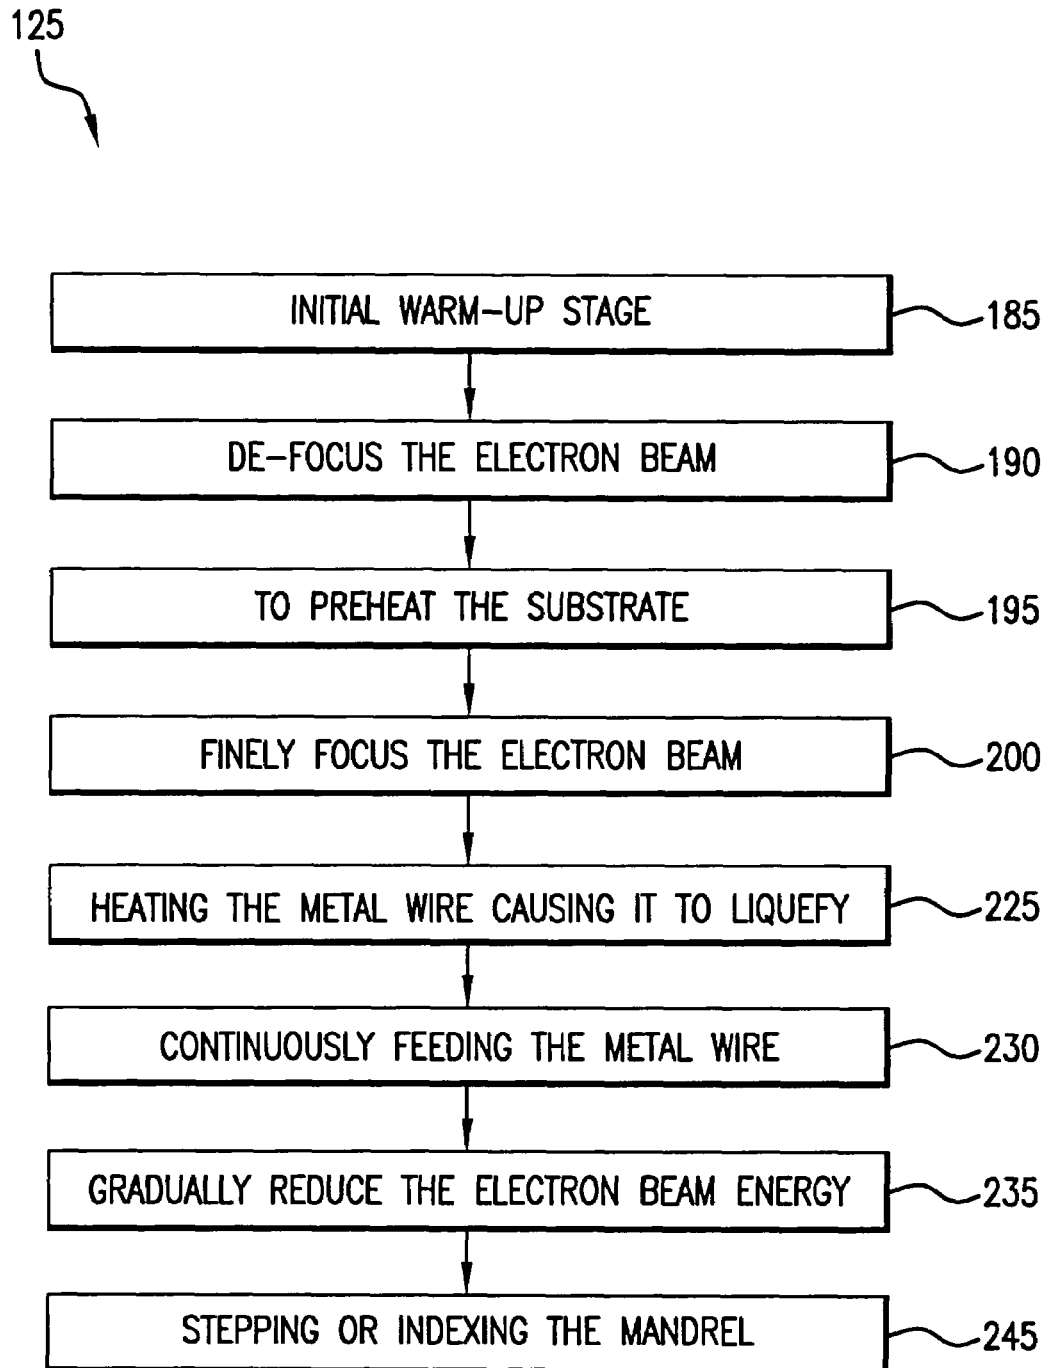 125
INITIAL WARM-UP STAGE
185
DE-FOCUS THE ELECTRON BEAM
190
TO PREHEAT THE SUBSTRATE
195
FINELY FOCUS THE ELECTRON BEAM
200
HEATING THE METAL WIRE CAUSING IT TO LIQUEFY
225
CONTINUOUSLY FEEDING THE METAL WIRE
230
GRADUALLY REDUCE THE ELECTRON BEAM ENERGY
235
STEPPING OR INDEXING THE MANDREL
245